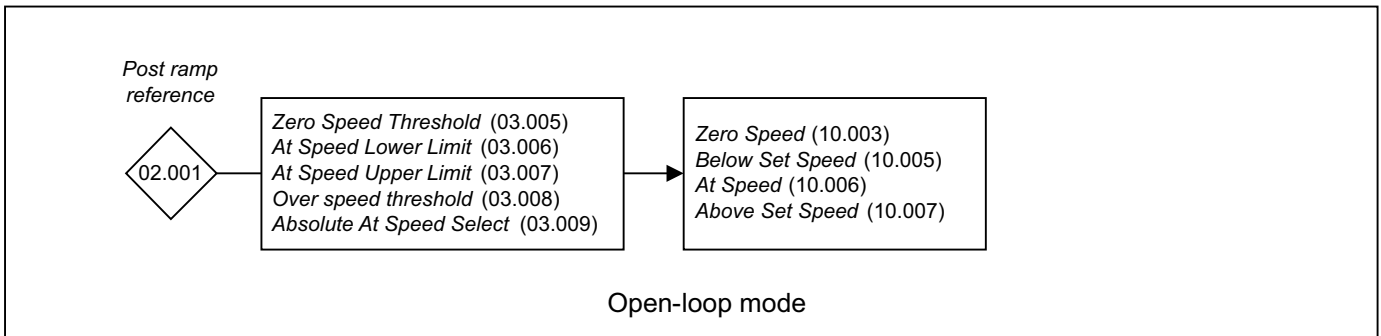 Post ramp
reference
02.001
Zero Speed Threshold (03.005)
At Speed Lower Limit (03.006)
At Speed Upper Limit (03.007)
Over speed threshold (03.008)
Absolute At Speed Select (03.009)
Zero Speed (10.003)
Below Set Speed (10.005)
At Speed (10.006)
Above Set Speed (10.007)
Open-loop mode